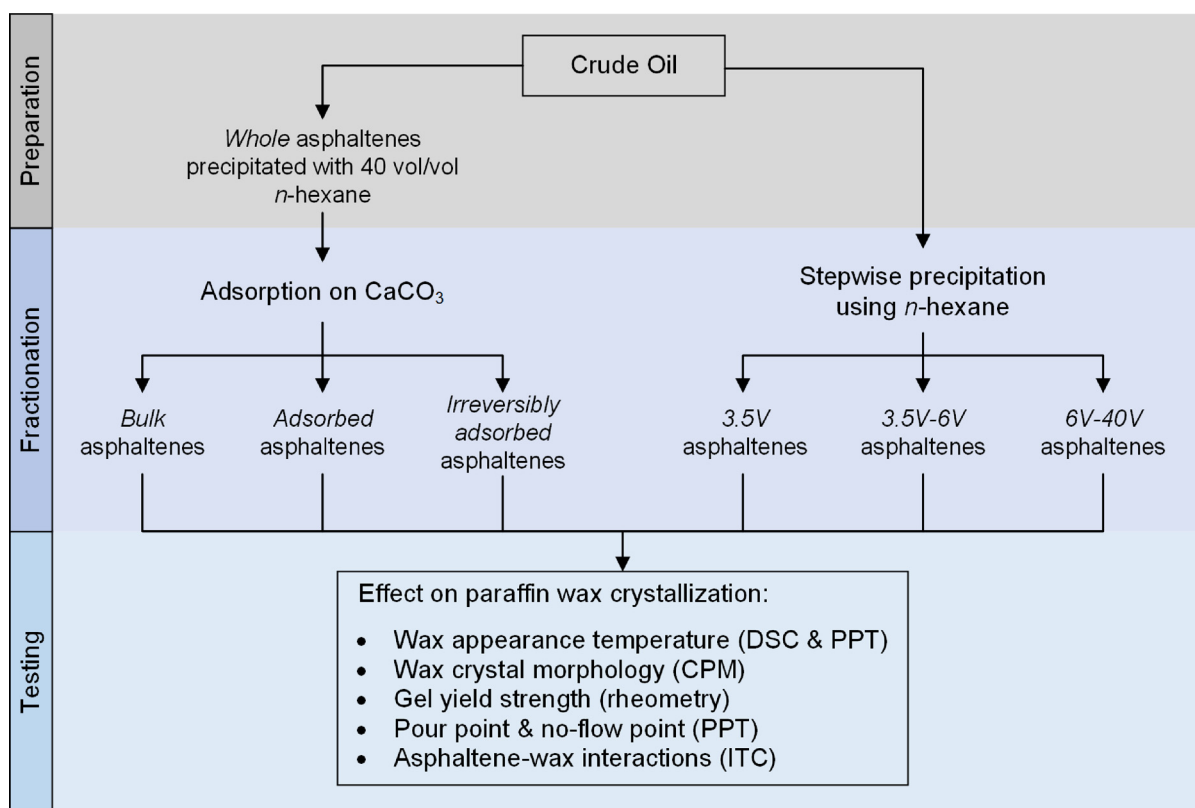 Preparation
Crude Oil
Whole asphaltenes
precipitated with 40 vol/vol
n-hexane
Fractionation
Adsorption on CaCO₃
Stepwise precipitation
using n-hexane
Bulk
asphaltenes
Adsorbed
asphaltenes
Irreversibly
adsorbed
asphaltenes
3.5V
asphaltenes
3.5V-6V
asphaltenes
6V-40V
asphaltenes
Testing
Effect on paraffin wax crystallization:
• Wax appearance temperature (DSC & PPT)
• Wax crystal morphology (CPM)
• Gel yield strength (rheometry)
• Pour point & no-flow point (PPT)
• Asphaltene-wax interactions (ITC)